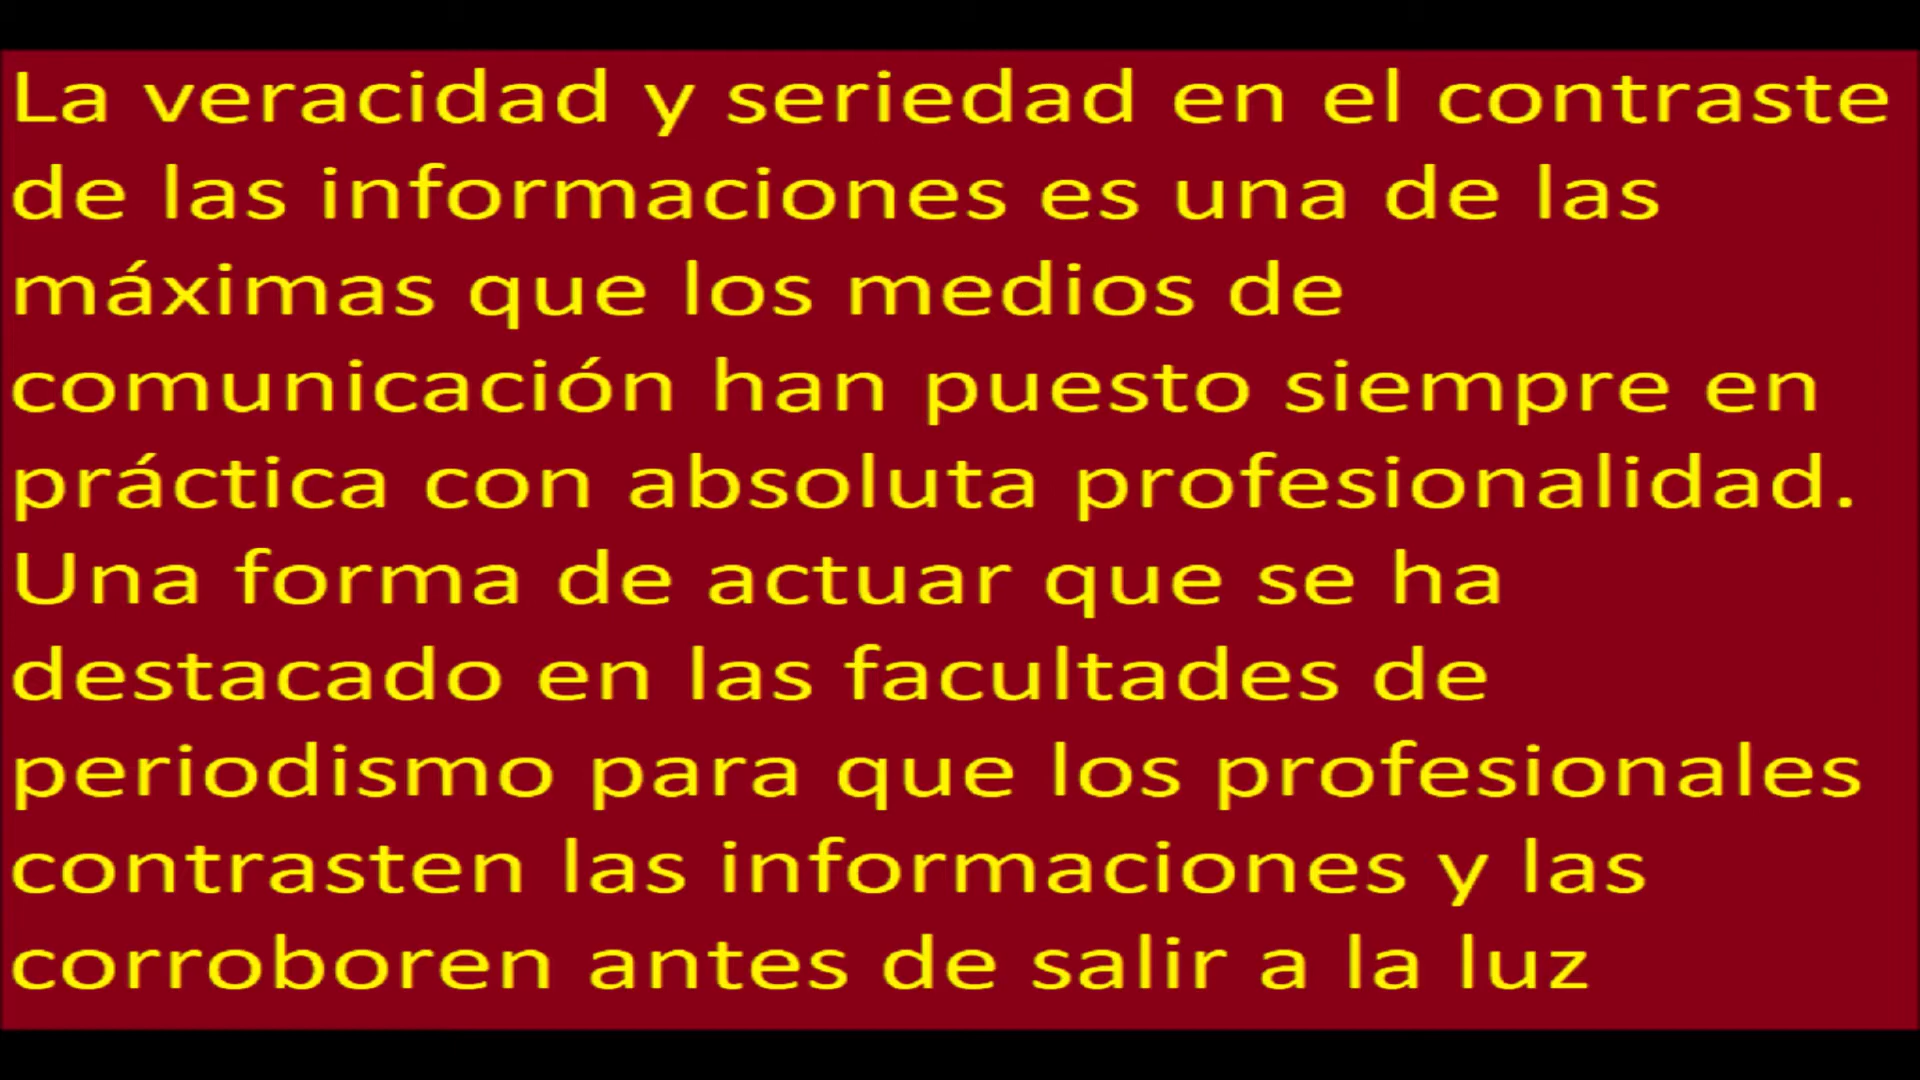 La veracidad y seriedad en el contraste
de las informaciones es una de las
máximas que los medios de
comunicación han puesto siempre en
práctica con absoluta profesionalidad.
Una forma de actuar que se ha
destacado en las facultades de
periodismo para que los profesionales
contrasten las informaciones y las
corroboren antes de salir a la luz